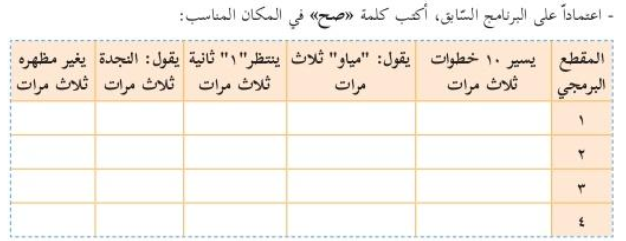 - اعتماداً على البرنامج السّابق، أكتب كلمة «صح» في المكان المناسب:
المقطع البرمجي
يسير ١٠ خطوات ثلاث مرات
يقول: "مياو" ثلاث مرات
ينتظر"١" ثانية ثلاث مرات
يقول: النجدة ثلاث مرات
يغير مظهره ثلاث مرات
١
٢
٣
٤